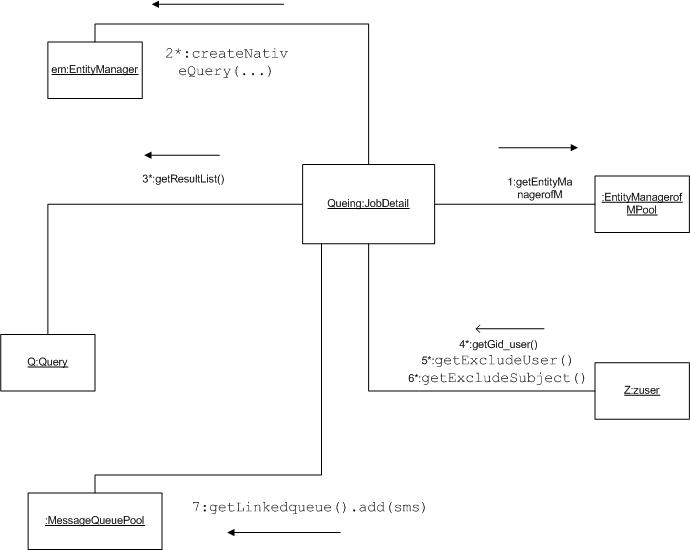 2*:createNativ
eQuery(...)
em:EntityManager
3*:getResultList()
1:getEntityMa
nagerofM
Queing:JobDetail
:EntityManagerof
MPool
4*:getGid_user()
5*:getExcludeUser()
6*:getExcludeSubject()
Q:Query
Z:zuser
7:getLinkedqueue().add(sms)
:MessageQueuePool